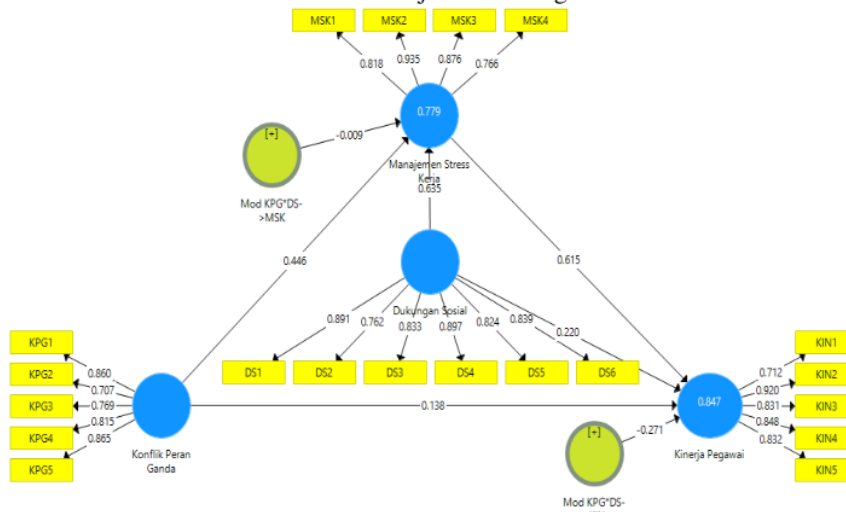 MSK1 MSK2 MSK3 MSK4
0.818 0.935 0.876 0.766
0.779
[+]
-0.009
Manajemen Stress
Kerja
0.635
Mod KPG*DS-
>MSK
0.446
0.615
Dukungan Sosial
0.891 0.762 0.833 0.897 0.824 0.839 0.220
DS1 DS2 DS3 DS4 DS5 DS6
KPG1
KPG2
KPG3
KPG4
KPG5
0.860
0.707
0.769
0.815
0.865
Konflik Peran
Ganda
0.138
0.847
Kinerja Pegawai
0.712
0.920
0.831
0.848
0.832
KIN1
KIN2
KIN3
KIN4
KIN5
[+]
-0.271
Mod KPG*DS-